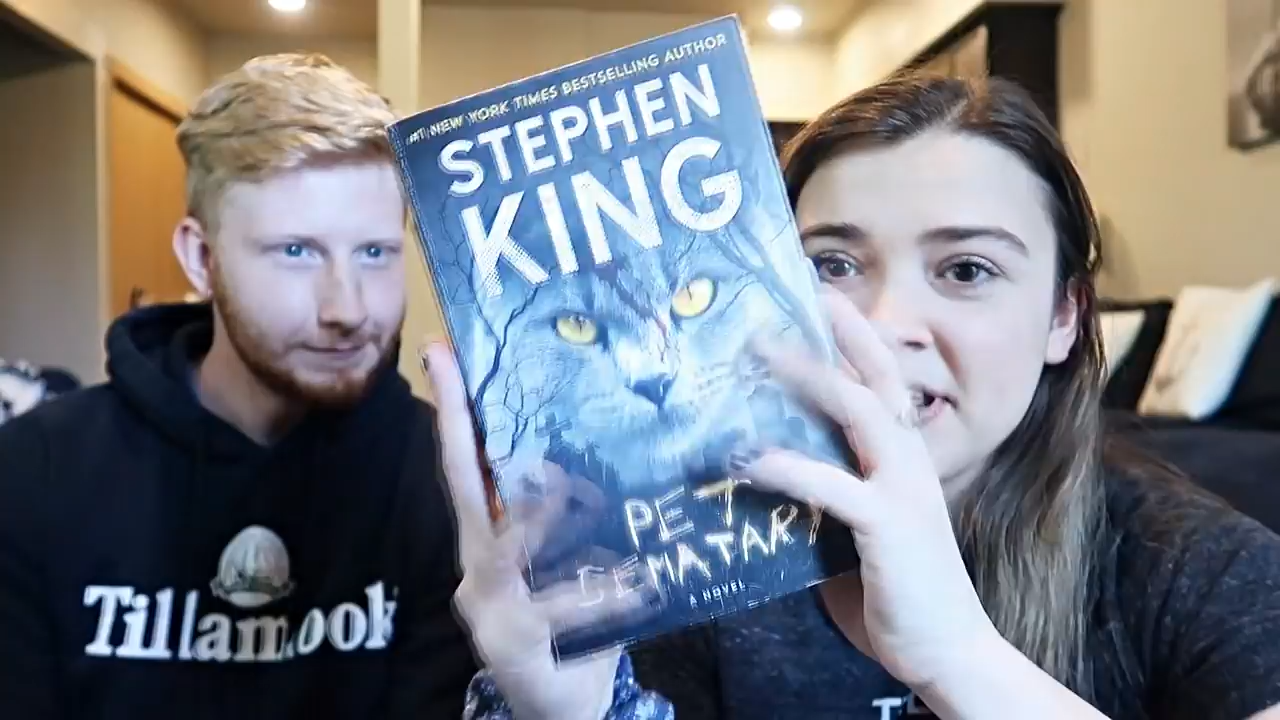 #1 NEW YORK TIMES BESTSELLING AUTHOR
STEPHEN
KING
PET
SEMATARY
A NOVEL
Tillamook